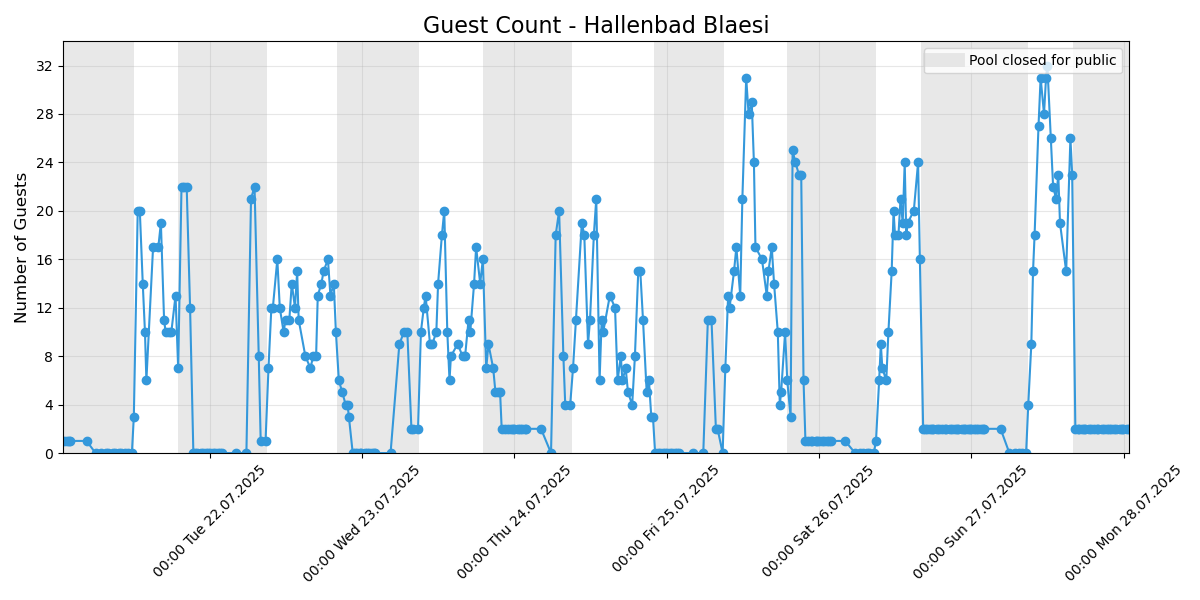 Guest Count - Hallenbad Blaesi
Pool closed for public
Number of Guests
32
28
24
20
16
12
8
4
0
00:00 Tue 22.07.2025
00:00 Wed 23.07.2025
00:00 Thu 24.07.2025
00:00 Fri 25.07.2025
00:00 Sat 26.07.2025
00:00 Sun 27.07.2025
00:00 Mon 28.07.2025